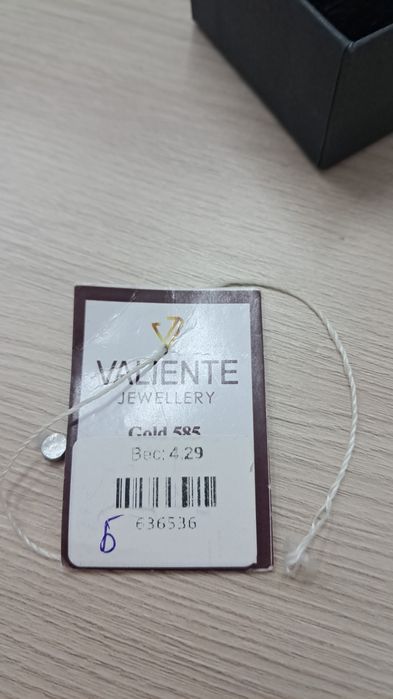 VALIENTE
JEWELLERY
Gold 585
Вес: 4.29
636536
Б